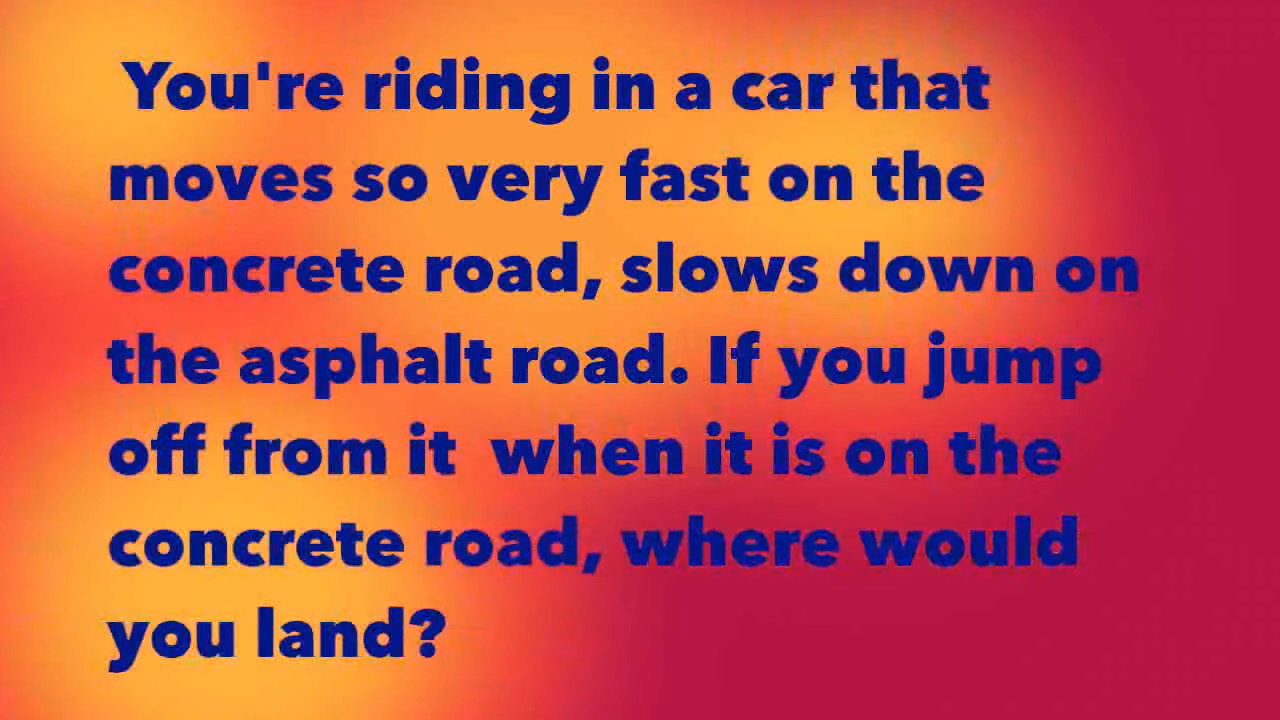 You're riding in a car that
moves so very fast on the
concrete road, slows down on
the asphalt road. If you jump
off from it  when it is on the
concrete road, where would
you land?